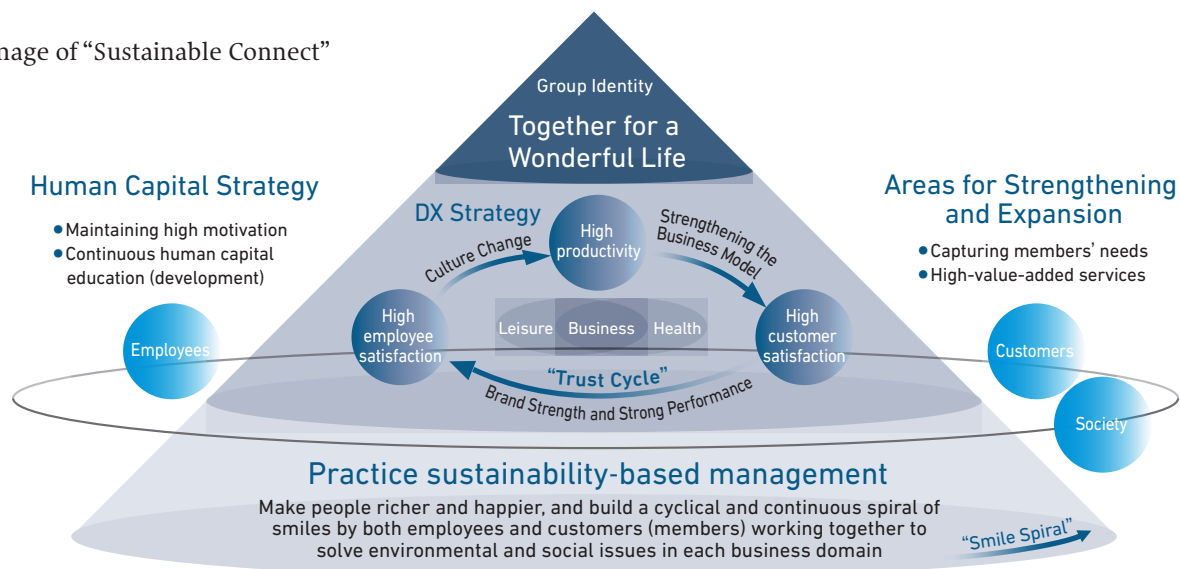 mage of “Sustainable Connect”
Group Identity
Together for a
Wonderful Life
Human Capital Strategy
● Maintaining high motivation
● Continuous human capital
education (development)
Employees
DX Strategy
Culture Change
High
productivity
Strengthening the
Business Model
High
employee
satisfaction
Leisure
Business
Health
High
customer
satisfaction
“Trust Cycle”
Brand Strength and Strong Performance
Areas for Strengthening
and Expansion
● Capturing members’ needs
● High-value-added services
Customers
Society
Practice sustainability-based management
Make people richer and happier, and build a cyclical and continuous spiral of
smiles by both employees and customers (members) working together to
solve environmental and social issues in each business domain
“Smile Spiral”